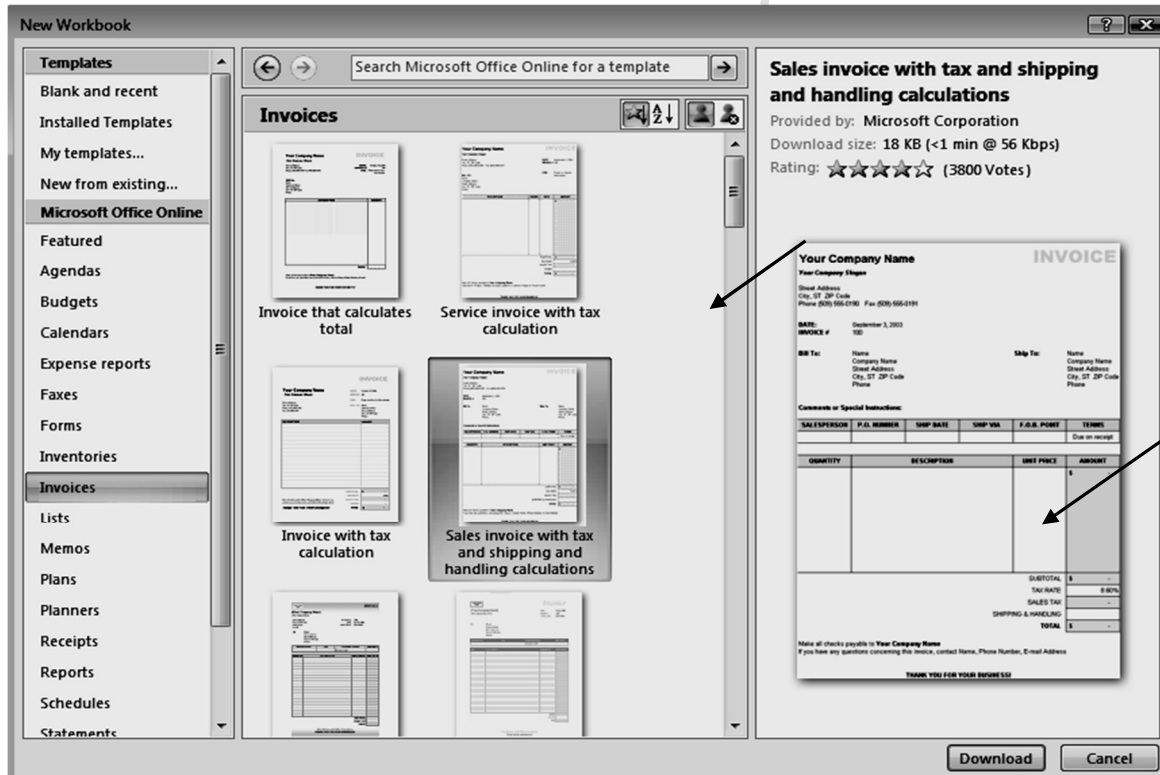 New Workbook
Templates
Blank and recent
Installed Templates
My templates...
New from existing...
Microsoft Office Online
Featured
Agendas
Budgets
Calendars
Expense reports
Faxes
Forms
Inventories
Invoices
Lists
Memos
Plans
Planners
Receipts
Reports
Schedules
Statements
Search Microsoft Office Online for a template
Invoices
Invoice that calculates
total
Service invoice with tax
calculation
Invoice with tax
calculation
Sales invoice with tax
and shipping and
handling calculations
Sales invoice with tax and shipping
and handling calculations
Provided by: Microsoft Corporation
Download size: 18 KB (<1 min @ 56 Kbps)
Rating: (3800 Votes)
Your Company Name
INVOICE
Your Company Slogan
Street Address
City, ST ZIP Code
Phone (509) 555-0190 Fax (509) 555-0191
DATE: September 3, 2003
INVOICE # 100
Bill To: Name
Company Name
Street Address
City, ST ZIP Code
Phone
Ship To: Name
Company Name
Street Address
City, ST ZIP Code
Phone
Comments or Special Instructions:
SALESPERSON P.O. NUMBER SHIP DATE SHIP VIA F.O.B. POINT TERMS
Due on receipt
QUANTITY DESCRIPTION UNIT PRICE AMOUNT
$ -
SUBTOTAL $ -
TAX RATE 8.60%
SALES TAX -
SHIPPING & HANDLING
TOTAL $ -
Make all checks payable to Your Company Name
If you have any questions concerning this invoice, contact Name, Phone Number, E-mail Address
THANK YOU FOR YOUR BUSINESS!
Download
Cancel